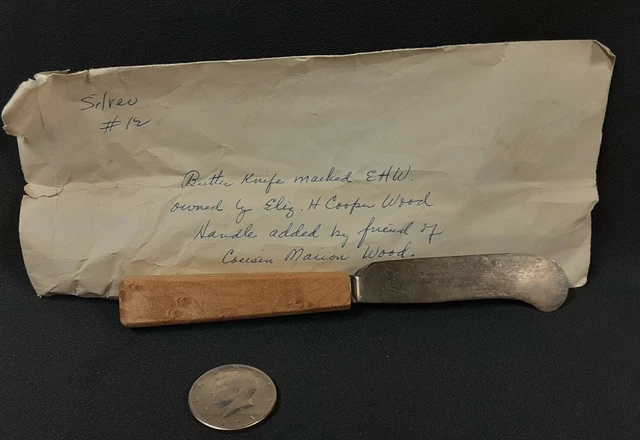 Silver
#12
Butter Knife marked EHW.
owned by Eliz. H Cooper Wood
Handle added by friend of
Cousin Marion Wood.